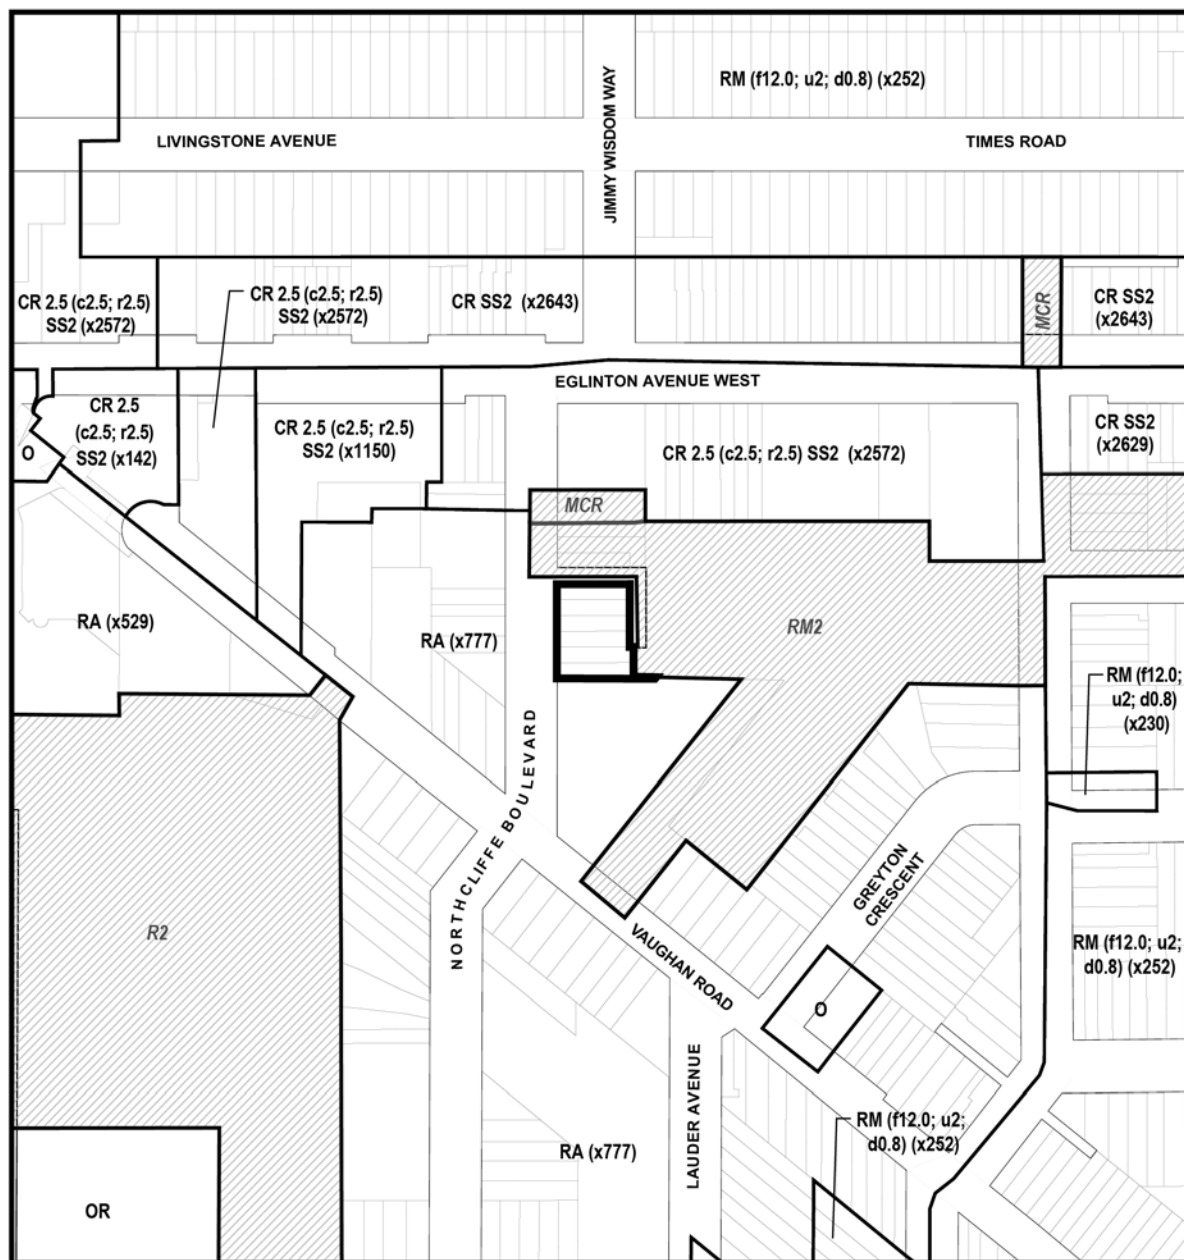 RM (f12.0; u2; d0.8) (x252)
JIMMY WISDOM WAY
LIVINGSTONE AVENUE
TIMES ROAD
CR 2.5 (c2.5; r2.5)
SS2 (x2572)
CR 2.5 (c2.5; r2.5)
SS2 (x2572)
CR SS2 (x2643)
MCR
CR SS2
(x2643)
EGLINTON AVENUE WEST
CR 2.5
(c2.5; r2.5)
SS2 (x142)
O
CR 2.5 (c2.5; r2.5)
SS2 (x1150)
CR 2.5 (c2.5; r2.5) SS2 (x2572)
CR SS2
(x2629)
MCR
RA (x529)
RA (x777)
RM2
RM (f12.0;
u2; d0.8)
(x230)
NORTHCLIFFE BOULEVARD
GREYTON
CRESCENT
R2
VAUGHAN ROAD
RM (f12.0; u2;
d0.8) (x252)
O
LAUDER AVENUE
RM (f12.0; u2;
d0.8) (x252)
RA (x777)
OR